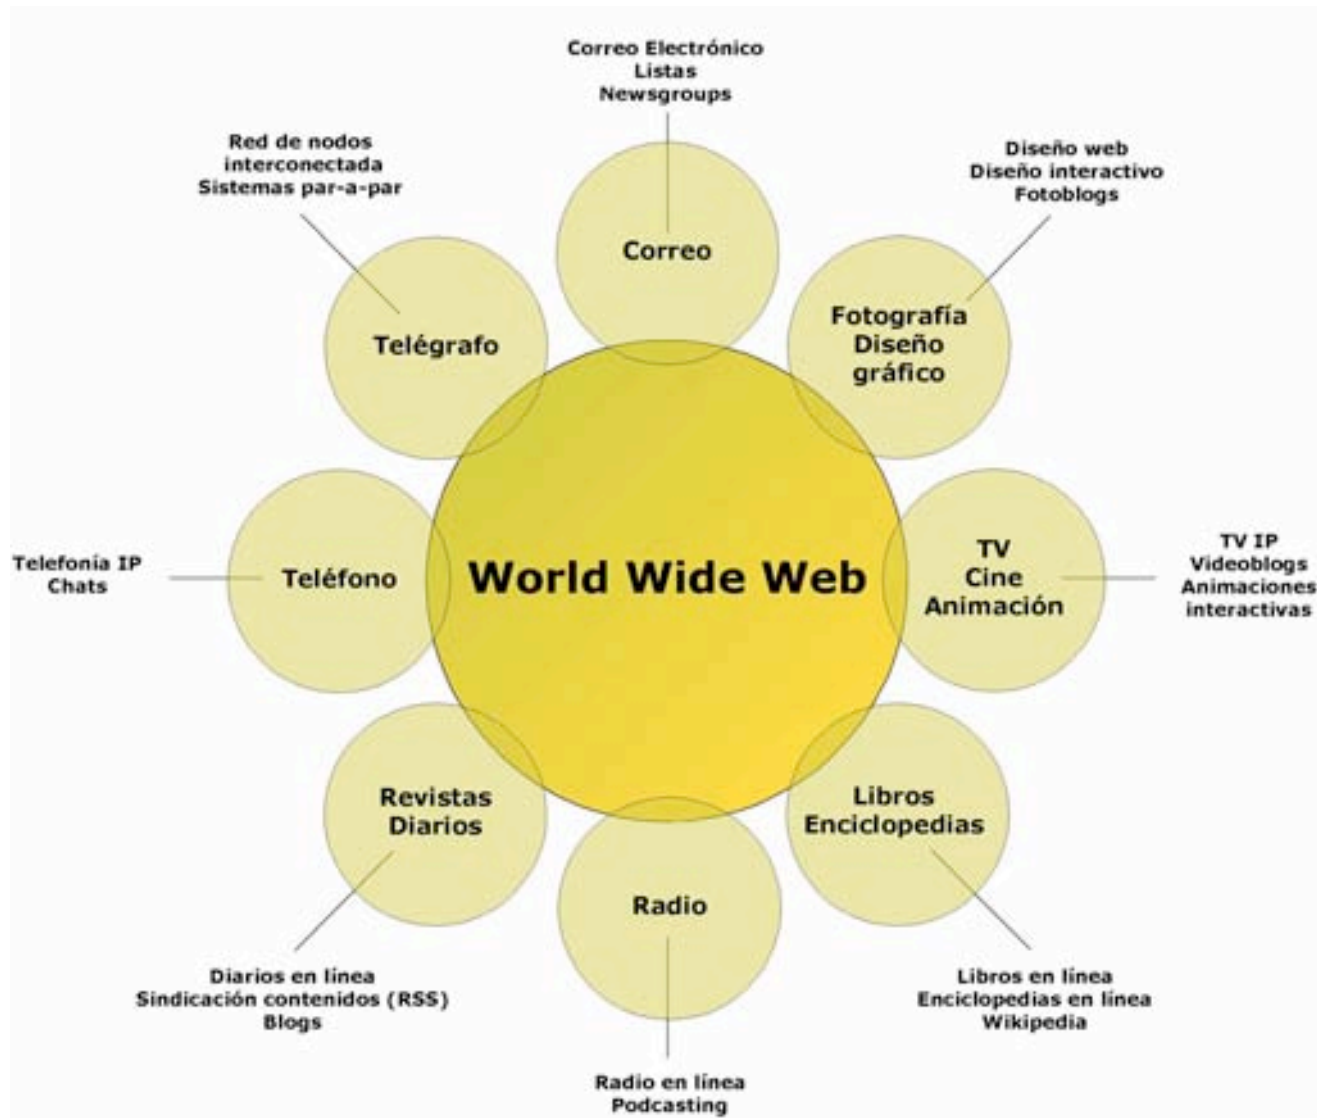 Correo Electrónico
Listas
Newsgroups
Red de nodos
interconectada
Sistemas par-a-par
Diseño web
Diseño interactivo
Fotoblogs
Correo
Telégrafo
Fotografía
Diseño
gráfico
Telefonía IP
Chats
Teléfono
World Wide Web
TV
Cine
Animación
TV IP
Videoblogs
Animaciones
interactivas
Revistas
Diarios
Libros
Enciclopedias
Radio
Diarios en línea
Sindicación contenidos (RSS)
Blogs
Libros en línea
Enciclopedias en línea
Wikipedia
Radio en línea
Podcasting